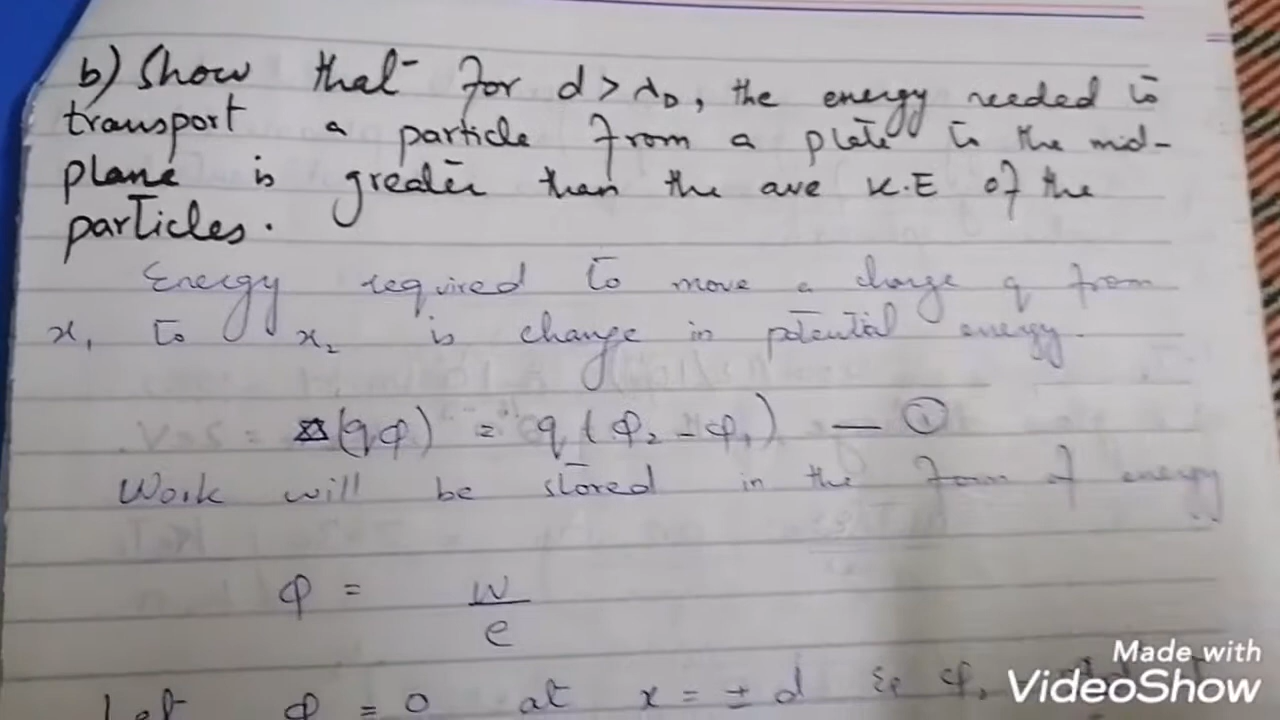 b) Show that for d > λD, the energy needed to
transport a particle from a plate to the mid-
plane is greater than the ave K.E of the
particles.
Energy required to move a charge q from
x₁ to x₂ is change in potential energy.
Δ(qφ) = q(φ₂ - φ₁) — ①
Work will be stored in the form of energy
φ = W/e
Let φ = 0 at x = ± d
Made with
VideoShow